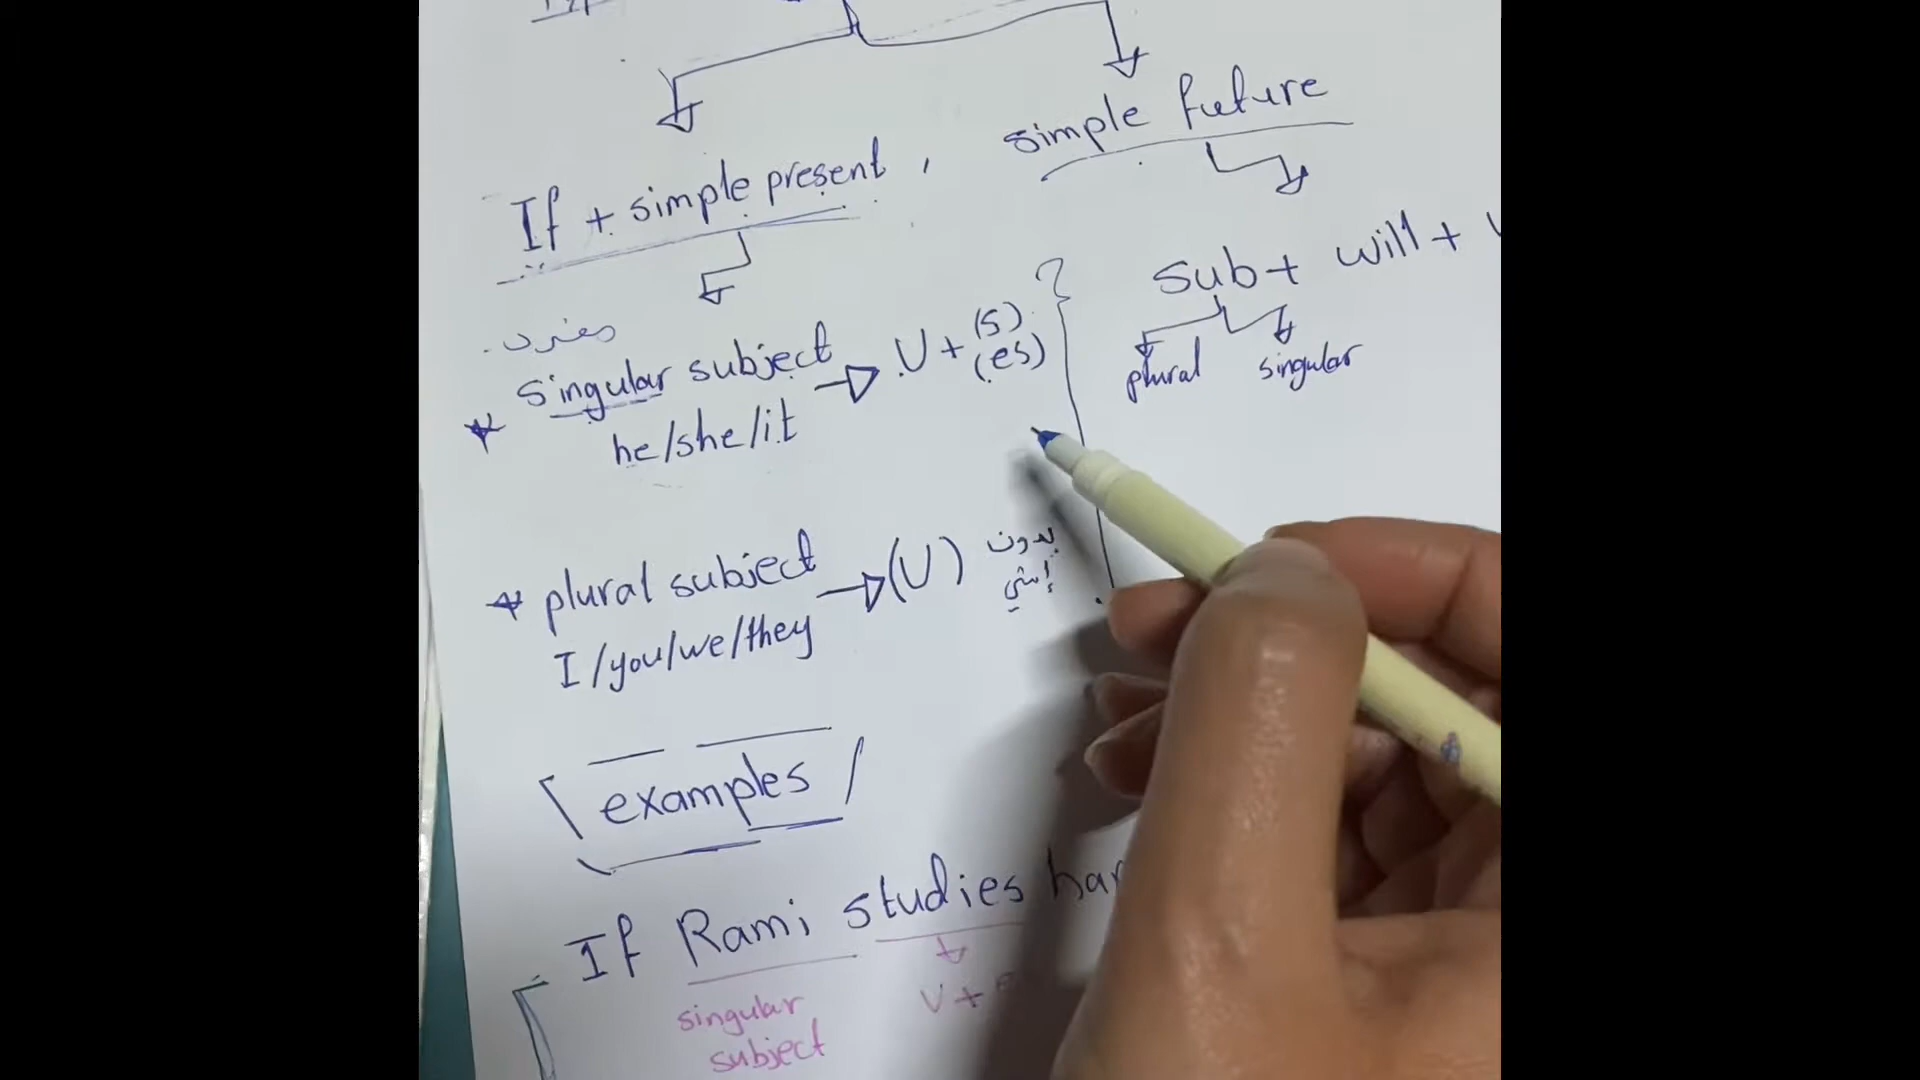 simple future
If + simple present ,
sub + will +
plural singular
مفرد
singular subject → V + (s)
(es)
he/she/it
plural subject → (V) بدون
إشي
I/you/we/they
examples
If Rami studies
singular
subject
V +